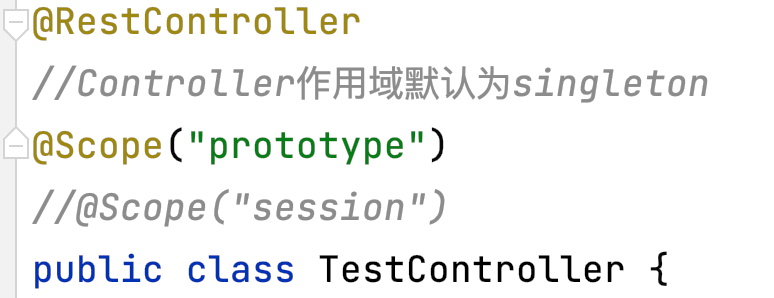 @RestController
//Controller作用域默认为singleton
@Scope("prototype")
//@Scope("session")
public class TestController {